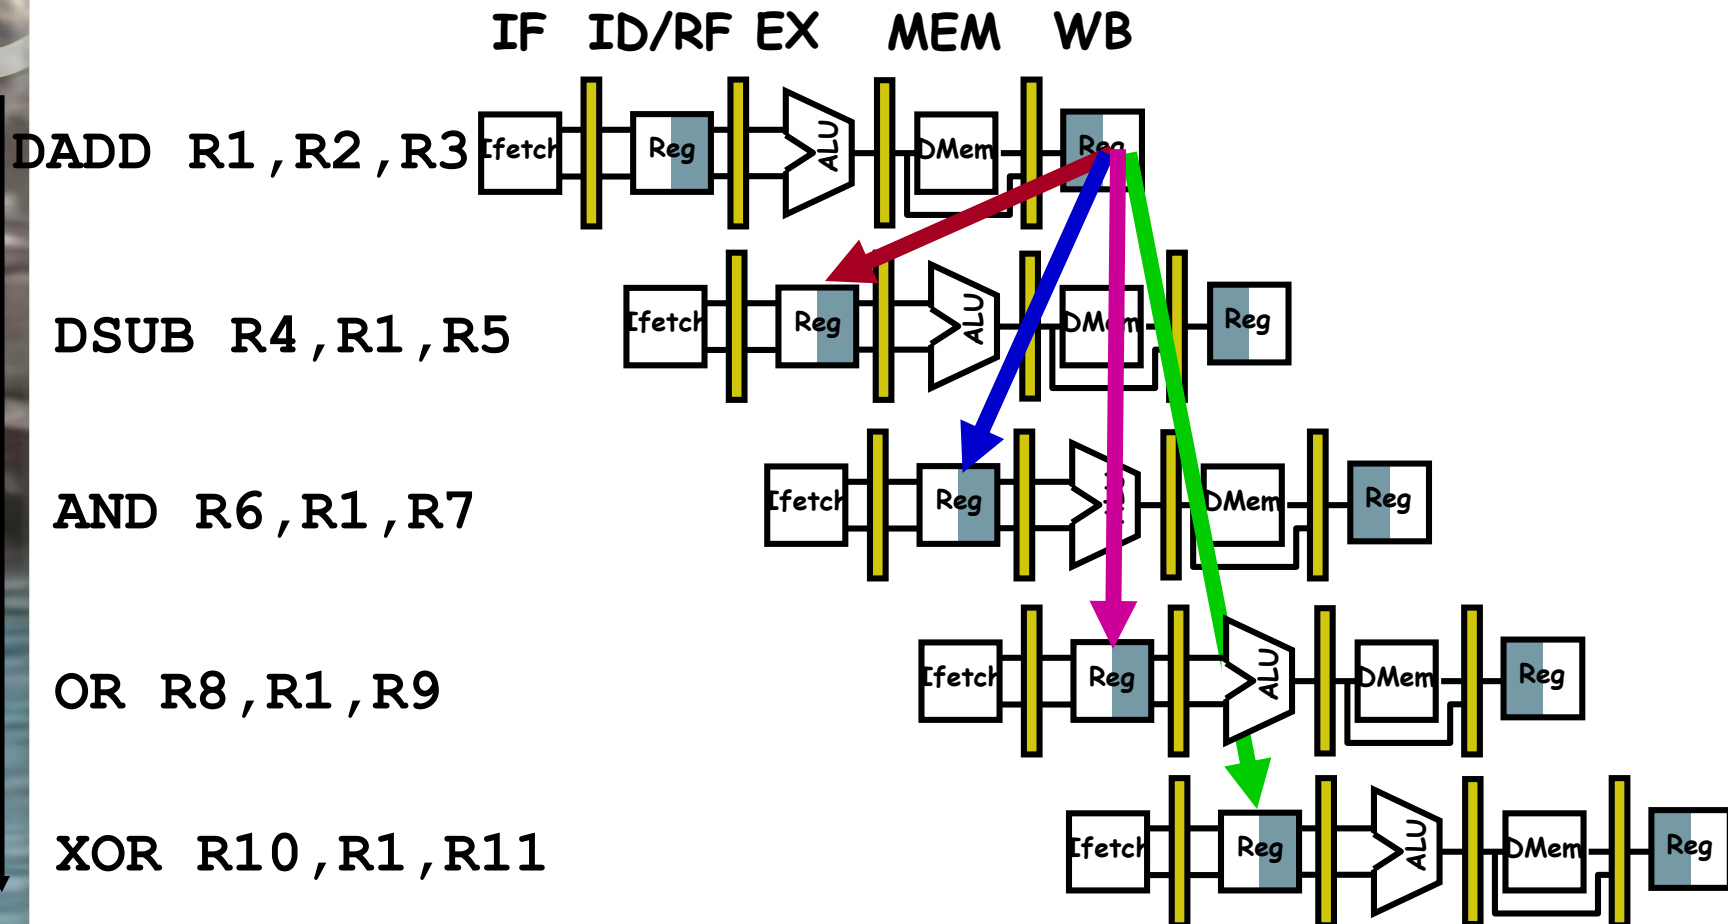 IF ID/RF EX MEM WB
DADD R1,R2,R3 Ifetch Reg ALU DMem Reg
DSUB R4,R1,R5 Ifetch Reg ALU DMem Reg
AND R6,R1,R7 Ifetch Reg ALU DMem Reg
OR R8,R1,R9 Ifetch Reg ALU DMem Reg
XOR R10,R1,R11 Ifetch Reg ALU DMem Reg